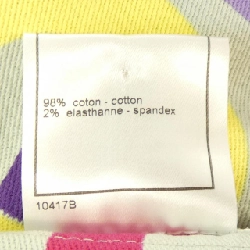 98% coton - cotton
2% elasthanne - spandex
10417B